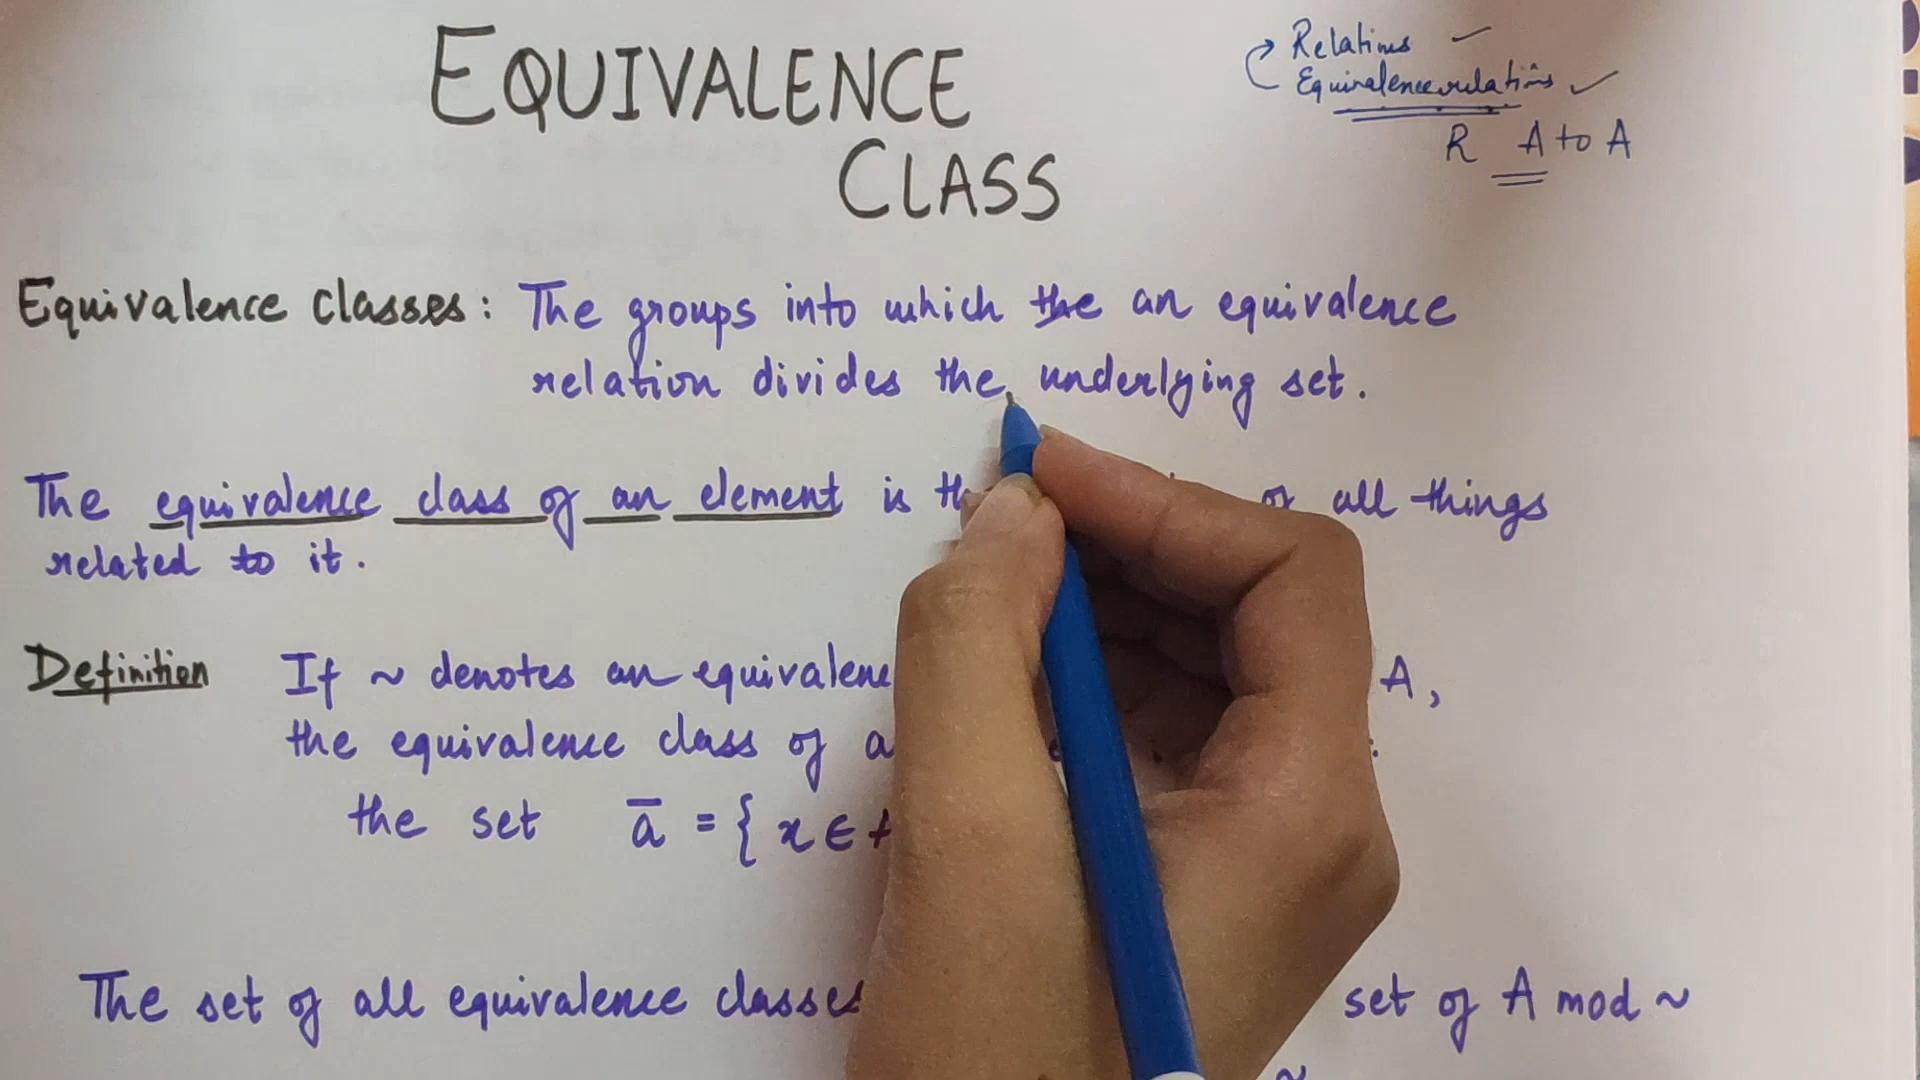 EQUIVALENCE
CLASS
Relations
Equivalence relations
R A to A
Equivalence Classes: The groups into which the an equivalence
relation divides the underlying set.
The equivalence class of an element is all things
related to it.
Definition If ~ denotes an A,
the equivalence class of
the set a̅ = { x ∈
The set of all equivalence classes set of A mod ~
~